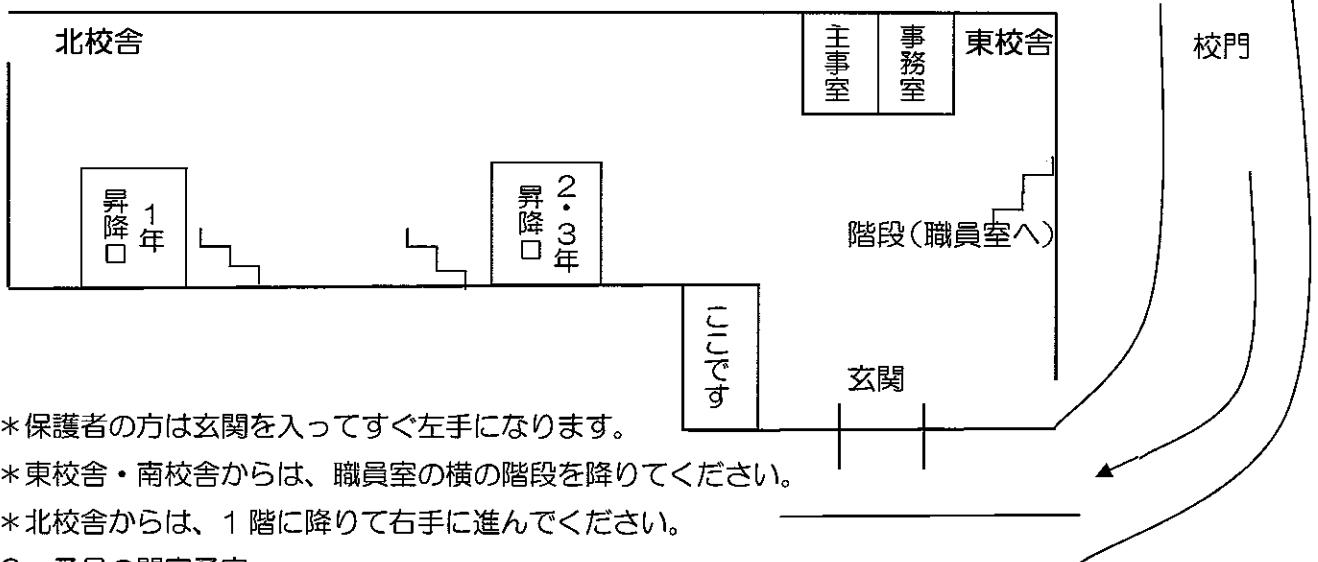 北校舎
主事室
事務室
東校舎
校門
1年
昇降口
2・3年
昇降口
階段(職員室へ)
ここです
玄関
*保護者の方は玄関を入ってすぐ左手になります。
*東校舎・南校舎からは、職員室の横の階段を降りてください。
*北校舎からは、1階に降りて右手に進んでください。